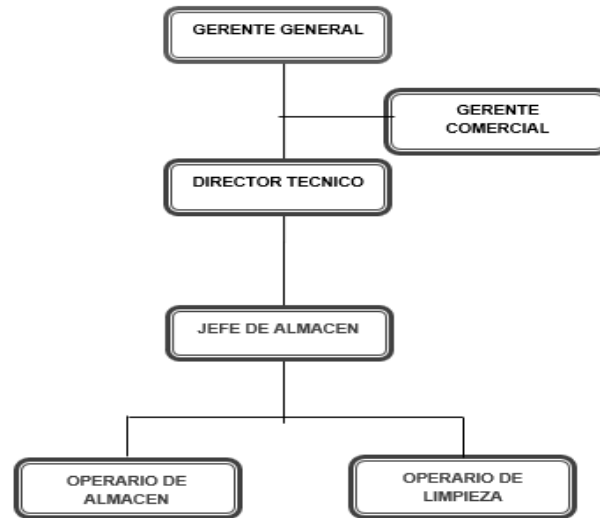 GERENTE GENERAL
GERENTE
COMERCIAL
DIRECTOR TECNICO
JEFE DE ALMACEN
OPERARIO DE
ALMACEN
OPERARIO DE
LIMPIEZA